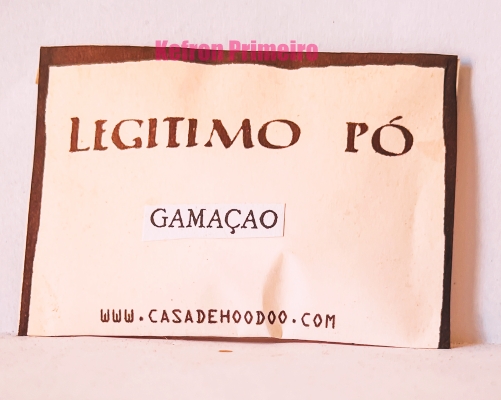 Kefron Primeiro
LEGITIMO PÓ
GAMAÇAO
WWW.CASADEHOODOO.COM